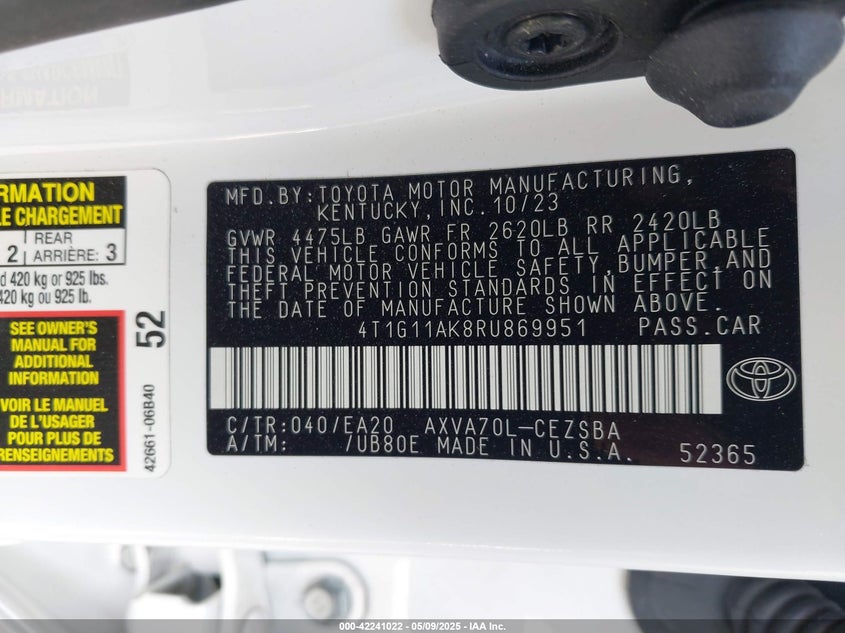 RMATION
LE CHARGEMENT
2 REAR
ARRIÈRE: 3
d 420 kg or 925 lbs.
420 kg ou 925 lb.
SEE OWNER'S
MANUAL FOR
ADDITIONAL
INFORMATION
VOIR LE MANUEL
DE L'USAGER
POUR PLUS DE
RENSEIGNEMENTS
52
42661-06B40
MFD.BY:TOYOTA MOTOR MANUFACTURING,
KENTUCKY,INC.10/23
GVWR 4475LB GAWR FR 2620LB RR 2420LB
THIS VEHICLE CONFORMS TO ALL APPLICABLE
FEDERAL MOTOR VEHICLE SAFETY,BUMPER,AND
THEFT PREVENTION STANDARDS IN EFFECT ON
THE DATE OF MANUFACTURE SHOWN ABOVE.
4T1G11AK8RU869951 PASS.CAR
C/TR:040/EA20 AXVA70L-CEZSBA
A/TM: 7UB80E MADE IN U.S.A. 52365
000-42241022 - 05/09/2025 - IAA Inc.